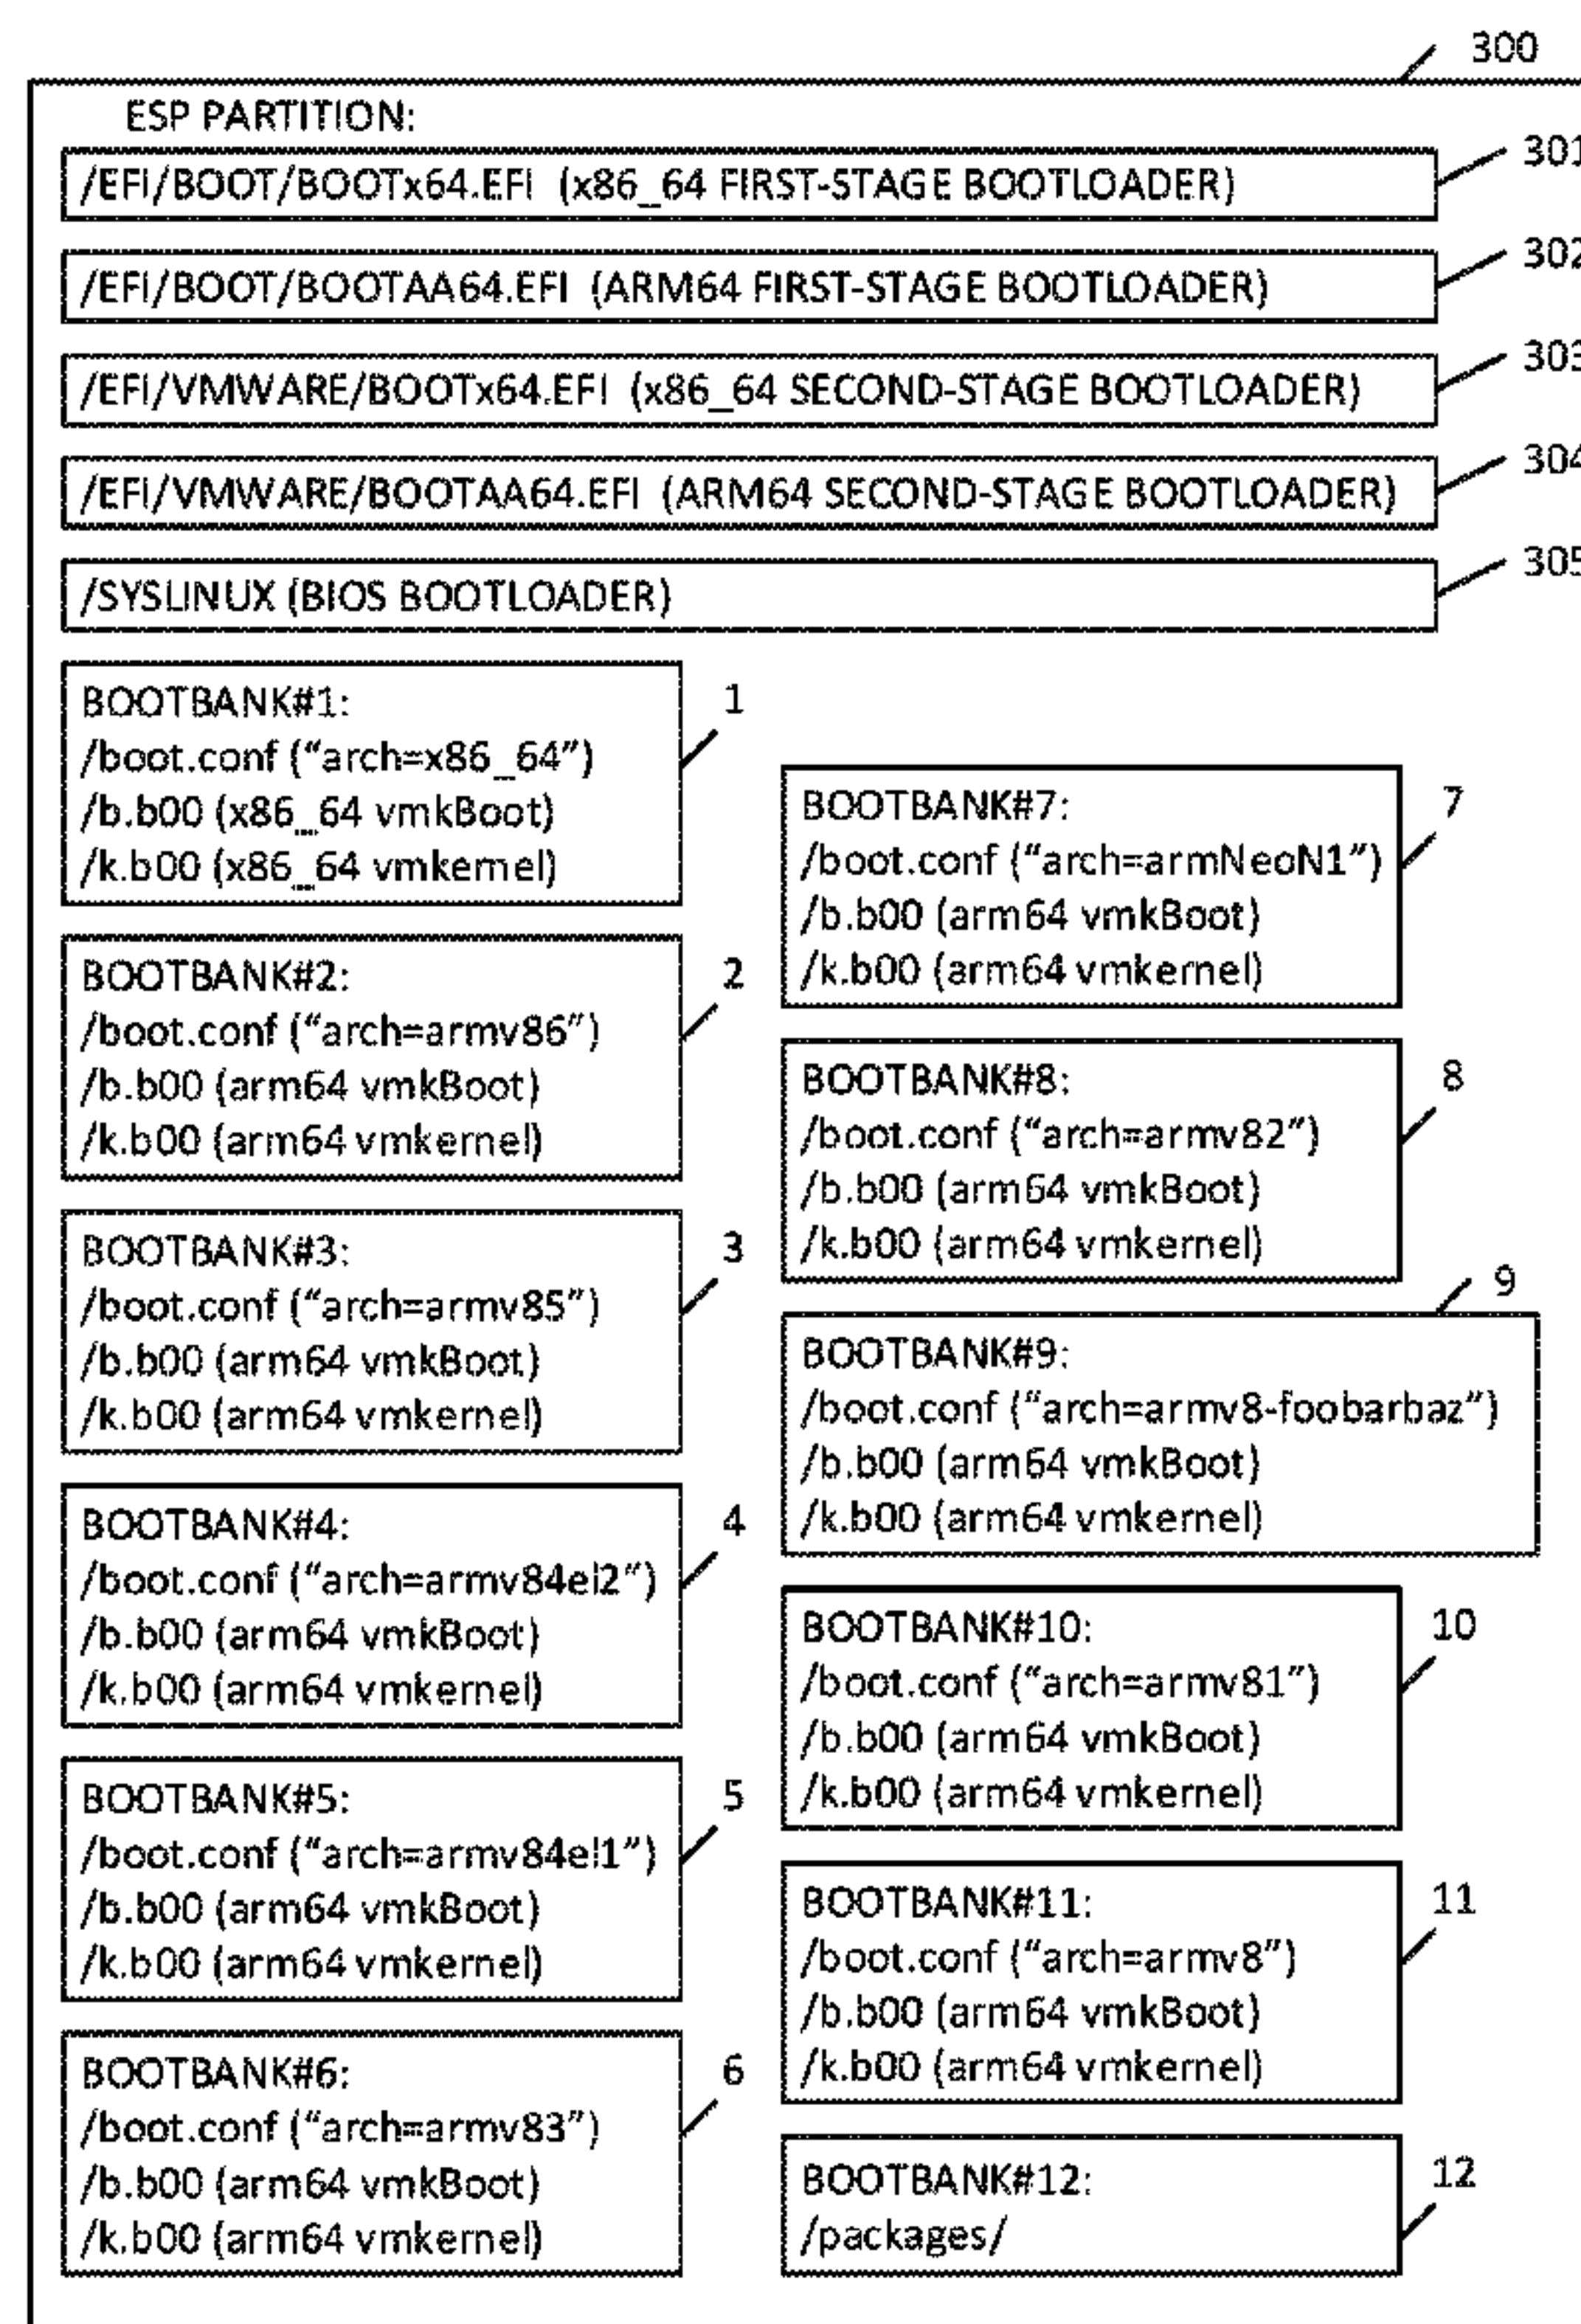 300
ESP PARTITION:
/EFI/BOOT/BOOTx64.EFI (x86_64 FIRST-STAGE BOOTLOADER)
301
/EFI/BOOT/BOOTAA64.EFI (ARM64 FIRST-STAGE BOOTLOADER)
302
/EFI/VMWARE/BOOTx64.EFI (x86_64 SECOND-STAGE BOOTLOADER)
303
/EFI/VMWARE/BOOTAA64.EFI (ARM64 SECOND-STAGE BOOTLOADER)
304
/SYSLINUX (BIOS BOOTLOADER)
305
BOOTBANK#1:
/boot.conf ("arch=x86_64")
/b.b00 (x86_64 vmkBoot)
/k.b00 (x86_64 vmkernel)
1
BOOTBANK#2:
/boot.conf ("arch=armv86")
/b.b00 (arm64 vmkBoot)
/k.b00 (arm64 vmkernel)
2
BOOTBANK#3:
/boot.conf ("arch=armv85")
/b.b00 (arm64 vmkBoot)
/k.b00 (arm64 vmkernel)
3
BOOTBANK#4:
/boot.conf ("arch=armv84el2")
/b.b00 (arm64 vmkBoot)
/k.b00 (arm64 vmkernel)
4
BOOTBANK#5:
/boot.conf ("arch=armv84el1")
/b.b00 (arm64 vmkBoot)
/k.b00 (arm64 vmkernel)
5
BOOTBANK#6:
/boot.conf ("arch=armv83")
/b.b00 (arm64 vmkBoot)
/k.b00 (arm64 vmkernel)
6
BOOTBANK#7:
/boot.conf ("arch=armNeoN1")
/b.b00 (arm64 vmkBoot)
/k.b00 (arm64 vmkernel)
7
BOOTBANK#8:
/boot.conf ("arch=armv82")
/b.b00 (arm64 vmkBoot)
/k.b00 (arm64 vmkernel)
8
BOOTBANK#9:
/boot.conf ("arch=armv8-foobarbaz")
/b.b00 (arm64 vmkBoot)
/k.b00 (arm64 vmkernel)
9
BOOTBANK#10:
/boot.conf ("arch=armv81")
/b.b00 (arm64 vmkBoot)
/k.b00 (arm64 vmkernel)
10
BOOTBANK#11:
/boot.conf ("arch=armv8")
/b.b00 (arm64 vmkBoot)
/k.b00 (arm64 vmkernel)
11
BOOTBANK#12:
/packages/
12